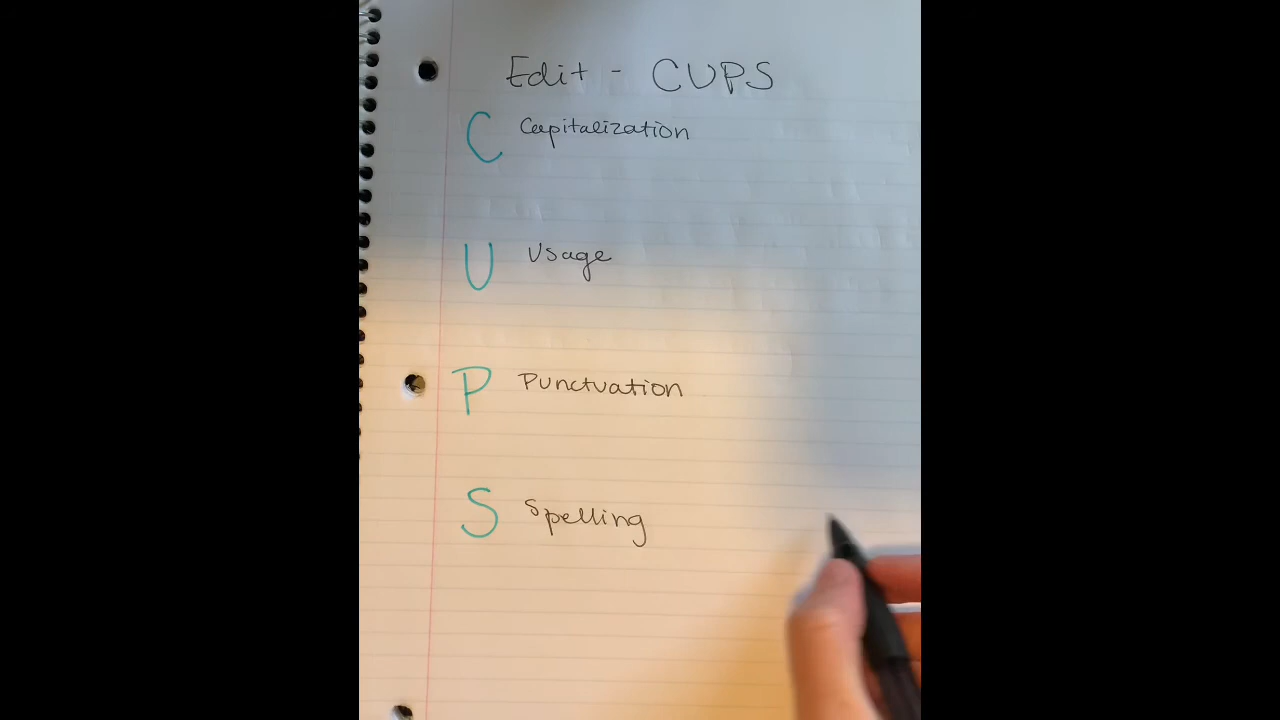 Edit - CUPS
C Capitalization
U Usage
P Punctuation
S Spelling